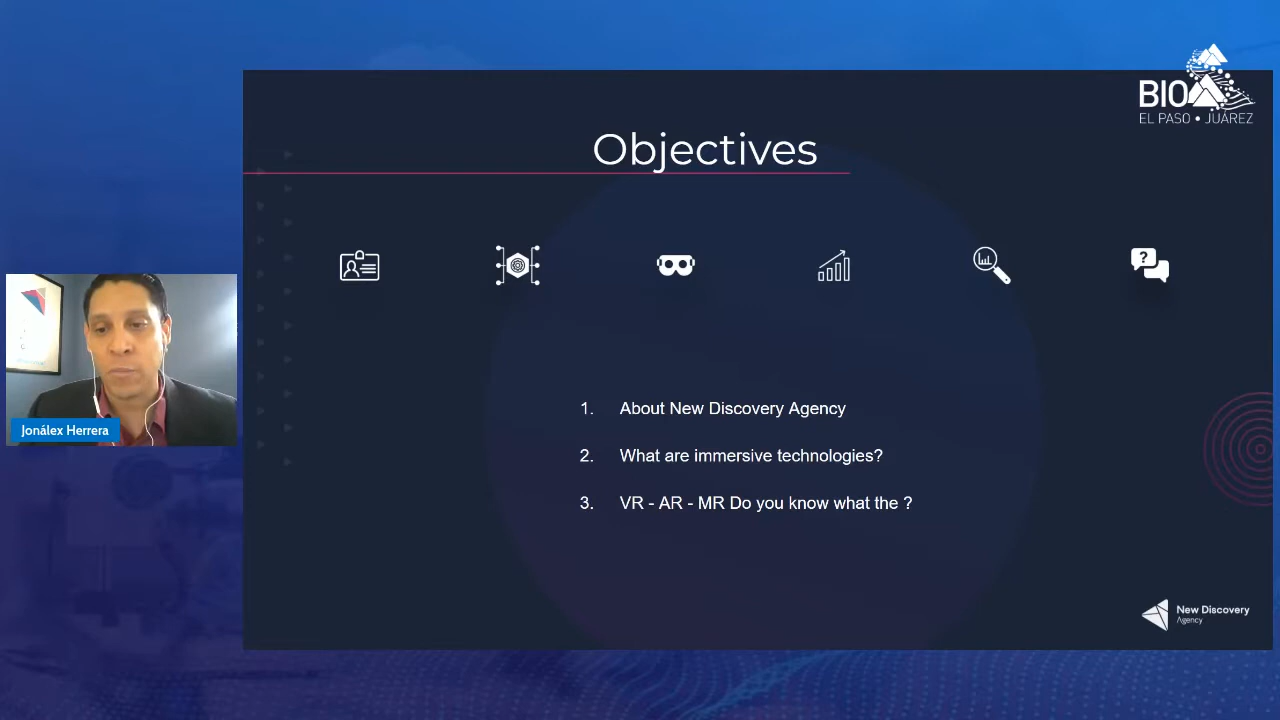 BIO
EL PASO • JUÁREZ
Objectives
?
1. About New Discovery Agency
2. What are immersive technologies?
3. VR - AR - MR Do you know what the ?
Jonálex Herrera
New Discovery
Agency